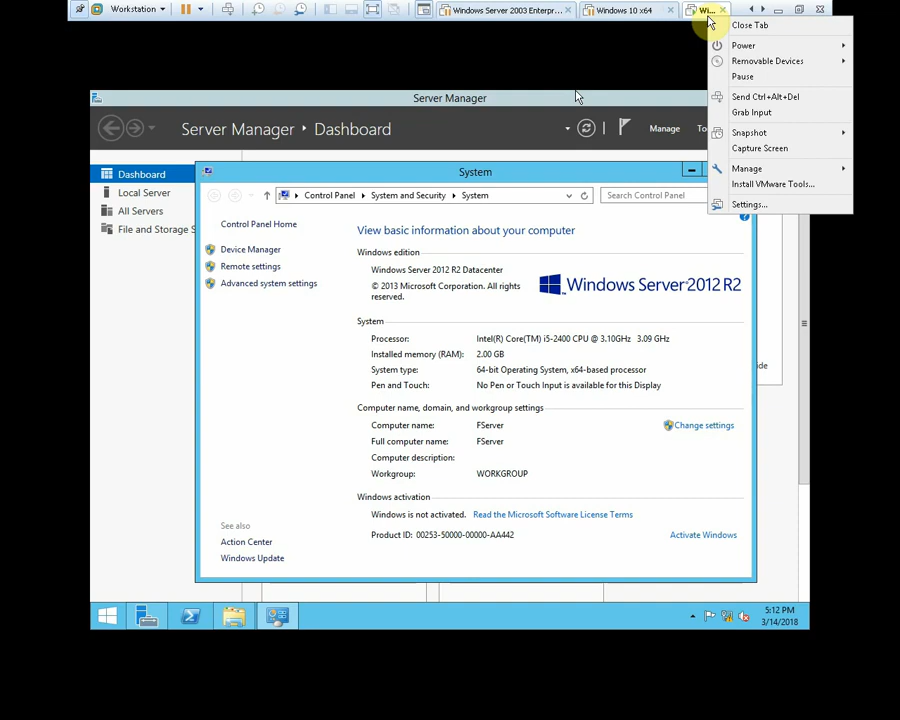 Workstation
Windows Server 2003 Enterpr...
Windows 10 x64
Wi...
Close Tab
Power
Removable Devices
Pause
Send Ctrl+Alt+Del
Grab Input
Snapshot
Capture Screen
Manage
Install VMware Tools...
Settings...
Server Manager
Server Manager • Dashboard
Manage
Dashboard
Local Server
All Servers
File and Storage S
System
Control Panel
System and Security
System
Search Control Panel
Control Panel Home
Device Manager
Remote settings
Advanced system settings
View basic information about your computer
Windows edition
Windows Server 2012 R2 Datacenter
© 2013 Microsoft Corporation. All rights
reserved.
Windows Server 2012 R2
System
Processor: Intel(R) Core(TM) i5-2400 CPU @ 3.10GHz 3.09 GHz
Installed memory (RAM): 2.00 GB
System type: 64-bit Operating System, x64-based processor
Pen and Touch: No Pen or Touch Input is available for this Display
Computer name, domain, and workgroup settings
Computer name: FServer
Change settings
Full computer name: FServer
Computer description:
Workgroup: WORKGROUP
Windows activation
Windows is not activated. Read the Microsoft Software License Terms
Product ID: 00253-50000-00000-AA442
Activate Windows
See also
Action Center
Windows Update
5:12 PM
3/14/2018